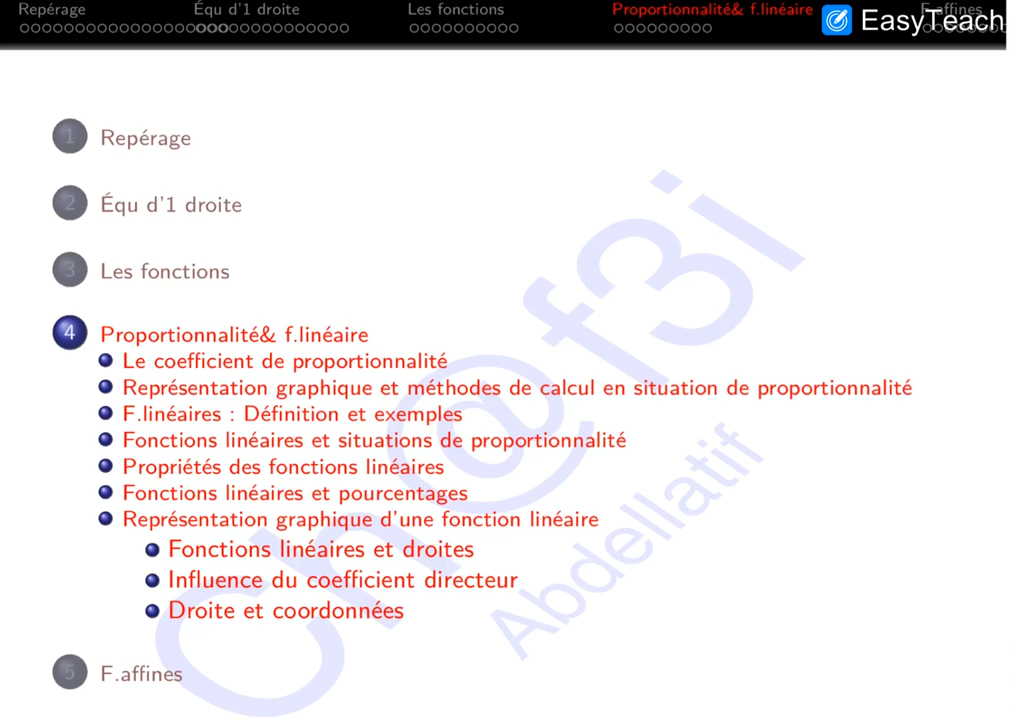 Repérage Équ d'1 droite Les fonctions Proportionnalité& f.linéaire F.affines
EasyTeach
1 Repérage
2 Équ d'1 droite
3 Les fonctions
4 Proportionnalité& f.linéaire
Le coefficient de proportionnalité
Représentation graphique et méthodes de calcul en situation de proportionnalité
F.linéaires : Définition et exemples
Fonctions linéaires et situations de proportionnalité
Propriétés des fonctions linéaires
Fonctions linéaires et pourcentages
Représentation graphique d'une fonction linéaire
Fonctions linéaires et droites
Influence du coefficient directeur
Droite et coordonnées
5 F.affines
Ch@f3i
Abdellatif